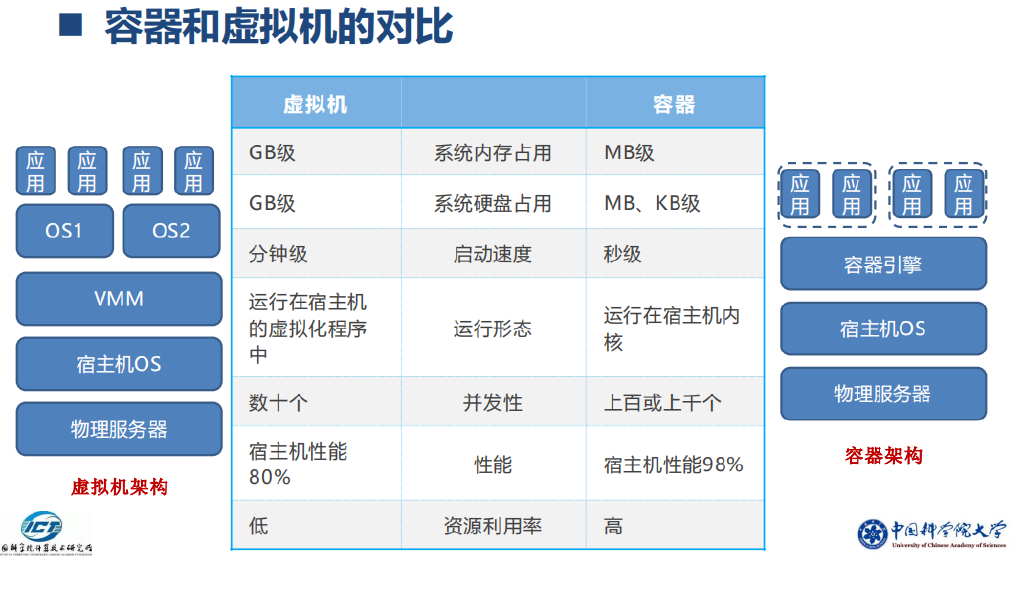 ■ 容器和虚拟机的对比
虚拟机 容器
GB级 系统内存占用 MB级
GB级 系统硬盘占用 MB、KB级
分钟级 启动速度 秒级
运行在宿主机
的虚拟化程序
中
运行形态
运行在宿主机内
核
数十个 并发性 上百或上千个
宿主机性能
80%
性能
宿主机性能98%
低 资源利用率 高
应
用
应
用
应
用
应
用
OS1 OS2
VMM
宿主机OS
物理服务器
虚拟机架构
应
用
应
用
应
用
应
用
容器引擎
宿主机OS
物理服务器
容器架构
ICT
国科学院计算技术研究所
中国科学院大学
University of Chinese Academy of Sciences